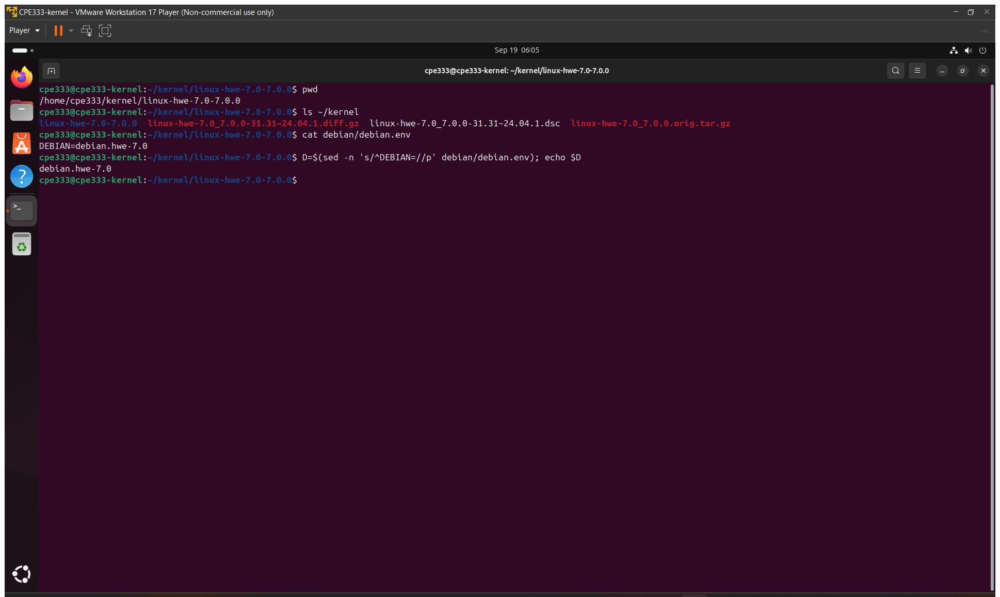 CPE333-kernel - VMware Workstation 17 Player (Non-commercial use only)
Player
Sep 19 06:05
cpe333@cpe333-kernel: ~/kernel/linux-hwe-7.0-7.0.0
cpe333@cpe333-kernel:~/kernel/linux-hwe-7.0-7.0.0$ pwd
/home/cpe333/kernel/linux-hwe-7.0-7.0.0
cpe333@cpe333-kernel:~/kernel/linux-hwe-7.0-7.0.0$ ls ~/kernel
linux-hwe-7.0-7.0.0  linux-hwe-7.0_7.0.0-31.31~24.04.1.diff.gz  linux-hwe-7.0_7.0.0-31.31~24.04.1.dsc  linux-hwe-7.0_7.0.0.orig.tar.gz
cpe333@cpe333-kernel:~/kernel/linux-hwe-7.0-7.0.0$ cat debian/debian.env
DEBIAN=debian.hwe-7.0
cpe333@cpe333-kernel:~/kernel/linux-hwe-7.0-7.0.0$ D=$(sed -n 's/^DEBIAN=//p' debian/debian.env); echo $D
debian.hwe-7.0
cpe333@cpe333-kernel:~/kernel/linux-hwe-7.0-7.0.0$